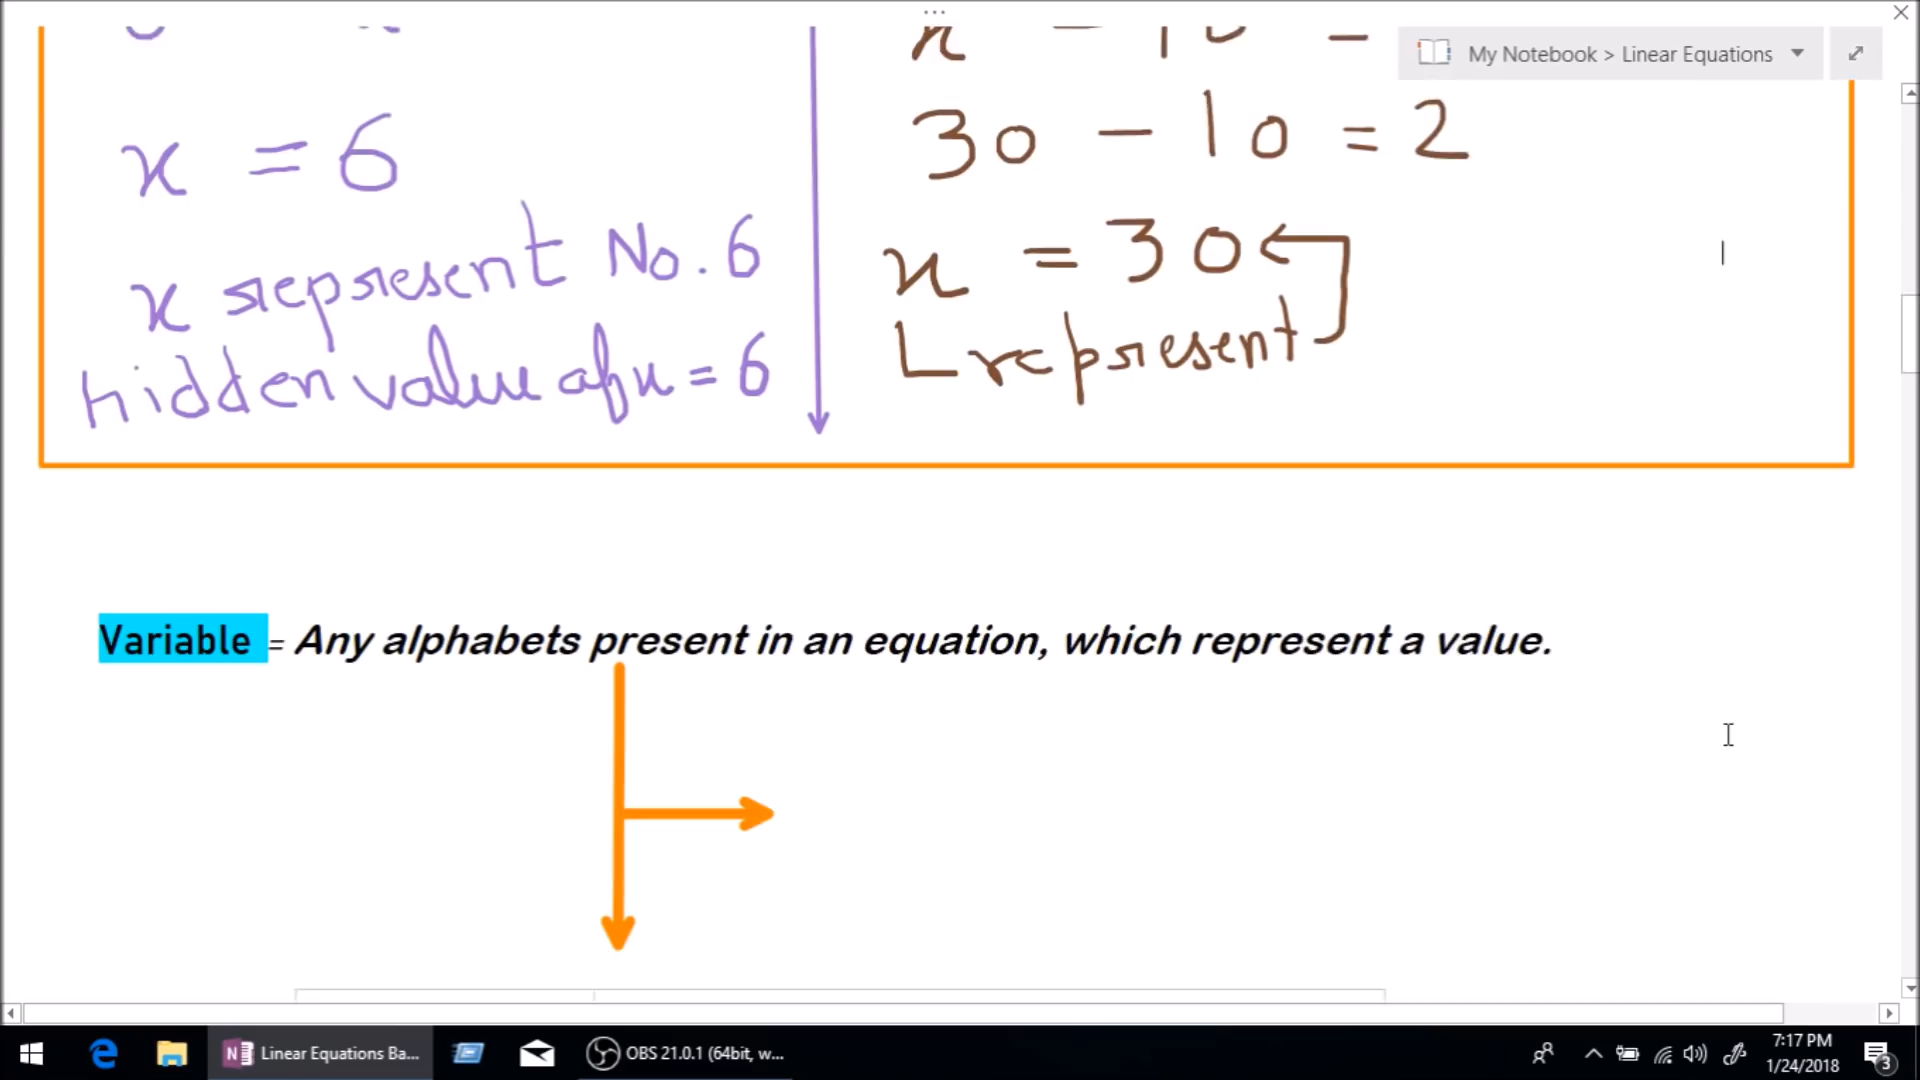 My Notebook > Linear Equations
x = 6
x represent No. 6
hidden value of x = 6
30 - 10 = 2
x = 30
represent
Variable = Any alphabets present in an equation, which represent a value.
Linear Equations Ba...
OBS 21.0.1 (64bit, w...
7:17 PM
1/24/2018
3